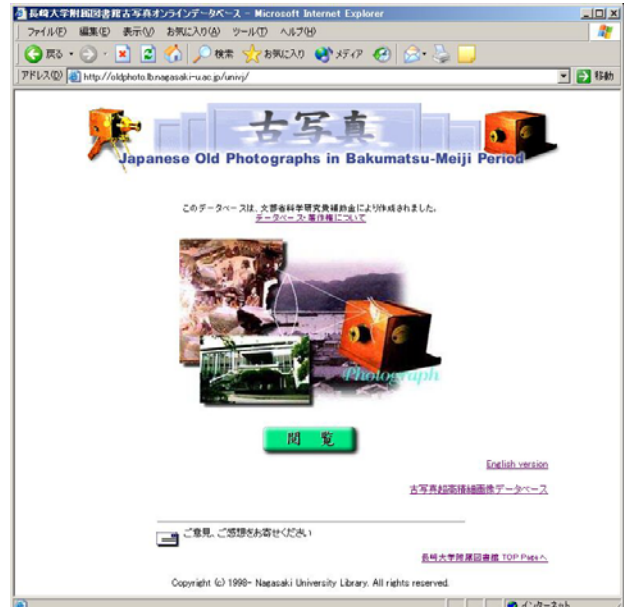 長崎大学附属図書館古写真オンラインデータベース - Microsoft Internet Explorer
ファイル(F) 編集(E) 表示(V) お気に入り(A) ツール(T) ヘルプ(H)
戻る 検索 お気に入り メディア
アドレス(D) http://oldphoto.lb.nagasaki-u.ac.jp/univj/ 移動
古写真
Japanese Old Photographs in Bakumatsu-Meiji Period
このデータベースは、文部省科学研究費補助金により作成されました。
データベース・著作権について
Photograph
閲覧
English version
古写真超高精細画像データベース
ご意見、ご感想をお寄せください
長崎大学附属図書館 TOP Pageへ
Copyright (c) 1998- Nagasaki University Library. All rights reserved.
インターネット